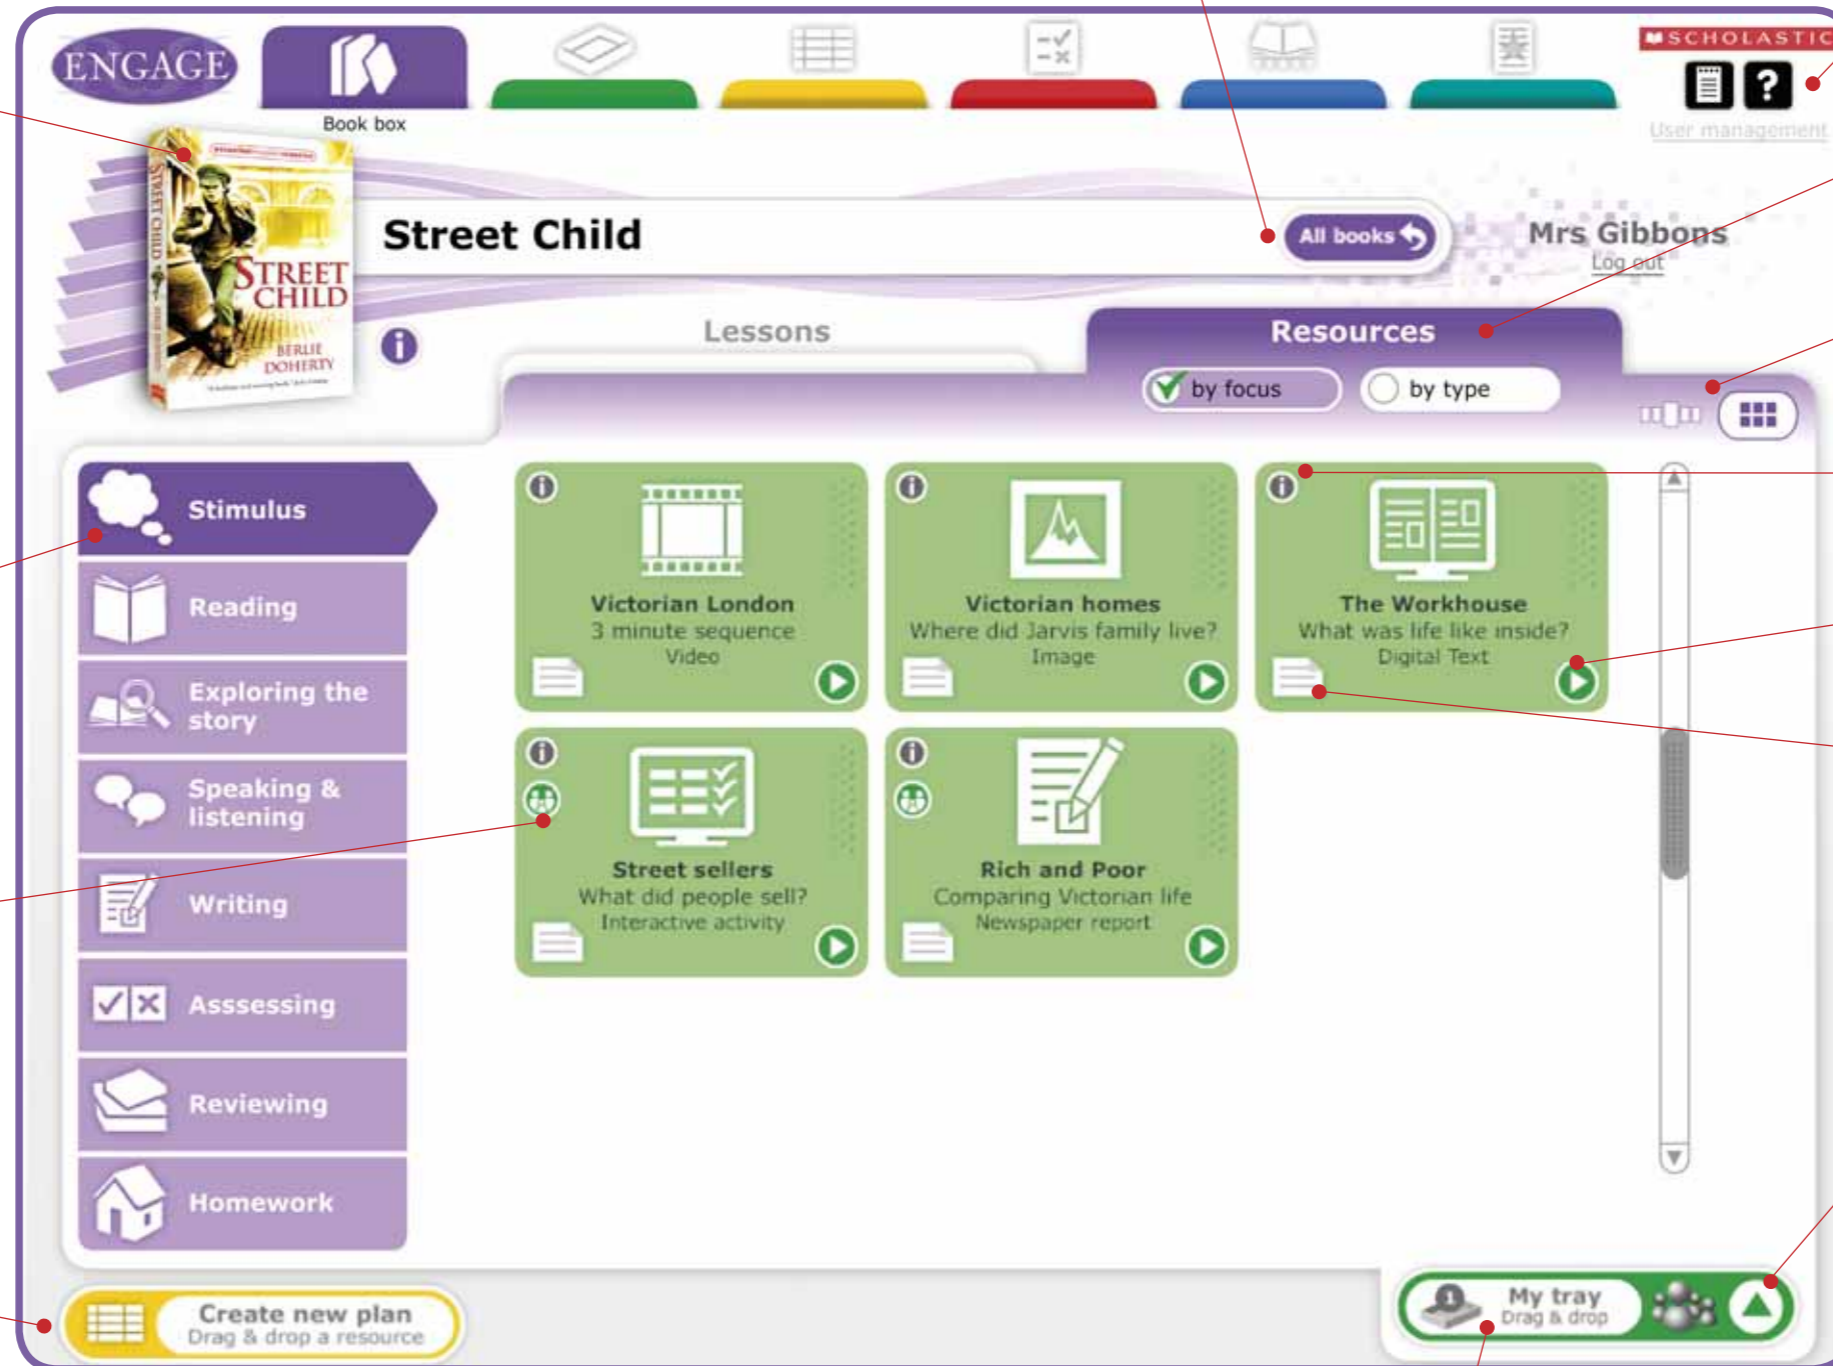 ENGAGE
Book box
SCHOLASTIC
User management
STREET CHILD
STREET
CHILD
BERLIE
DOHERTY
Street Child
All books
Mrs Gibbons
Log out
Lessons
Resources
by focus
by type
Stimulus
Reading
Exploring the
story
Speaking &
listening
Writing
Asssessing
Reviewing
Homework
Victorian London
3 minute sequence
Video
Victorian homes
Where did Jarvis family live?
Image
The Workhouse
What was life like inside?
Digital Text
Street sellers
What did people sell?
Interactive activity
Rich and Poor
Comparing Victorian life
Newspaper report
Create new plan
Drag & drop a resource
1
My tray
Drag & drop